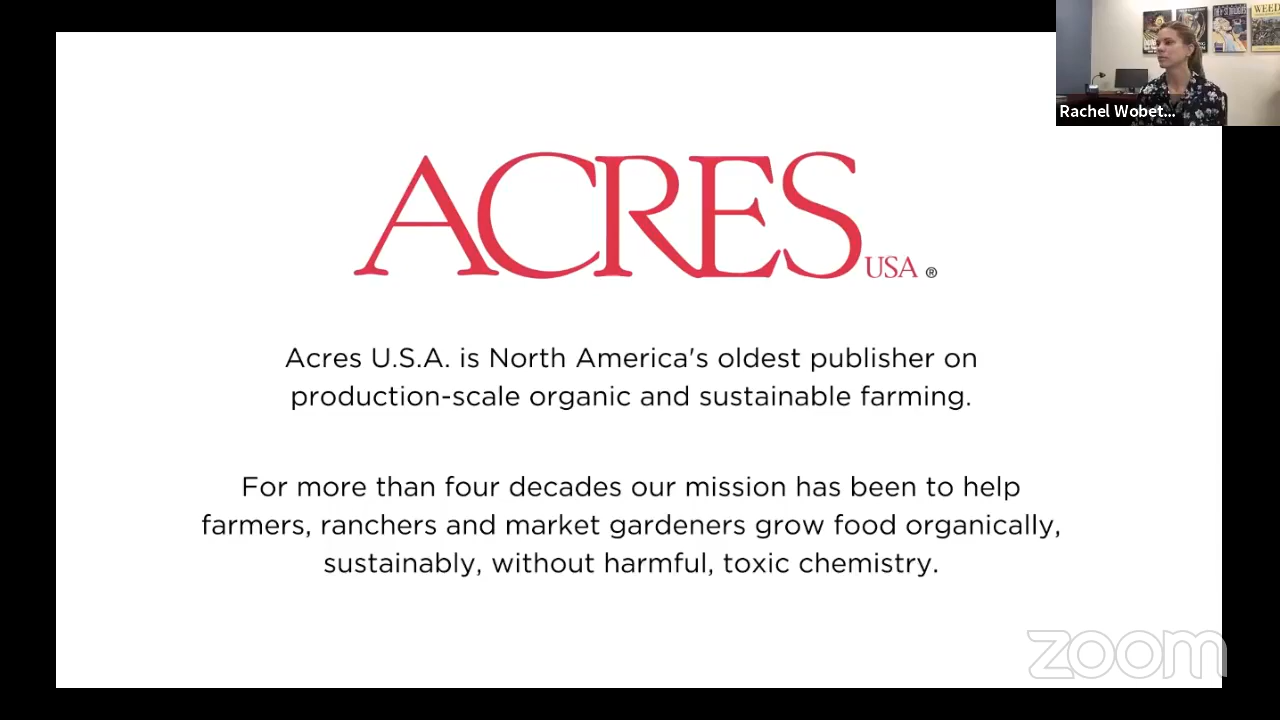 WEED
Rachel Wobet...
ACRES USA ®
Acres U.S.A. is North America's oldest publisher on
production-scale organic and sustainable farming.
For more than four decades our mission has been to help
farmers, ranchers and market gardeners grow food organically,
sustainably, without harmful, toxic chemistry.
zoom